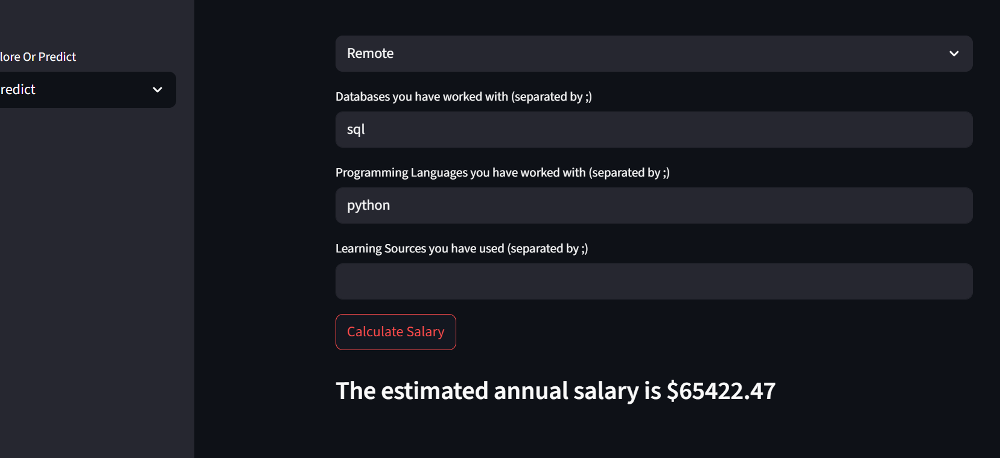 lore Or Predict
redict
Remote
Databases you have worked with (separated by ;)
sql
Programming Languages you have worked with (separated by ;)
python
Learning Sources you have used (separated by ;)
Calculate Salary
The estimated annual salary is $65422.47